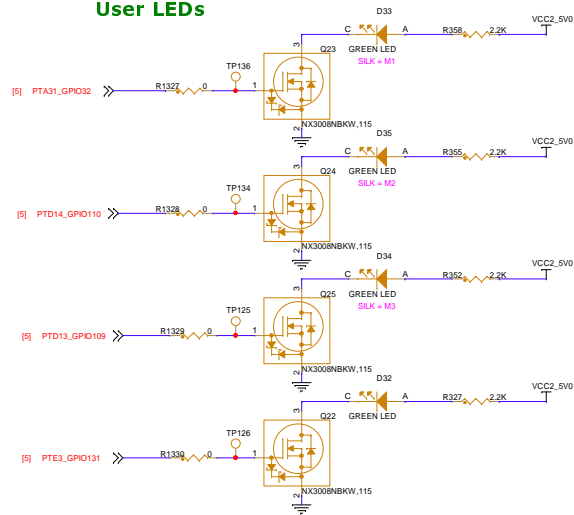 User LEDs
D33
VCC2_5V0
C
A
R358
2.2K
3
Q23
GREEN LED
SILK = M1
TP136
[5] PTA31_GPIO32
R1327
0
1
2
NX3008NBKW,115
D35
VCC2_5V0
C
A
R355
2.2K
3
Q24
GREEN LED
SILK = M2
TP134
[5] PTD14_GPIO110
R1328
0
1
2
NX3008NBKW,115
D34
VCC2_5V0
C
A
R352
2.2K
3
Q25
GREEN LED
SILK = M3
TP125
[5] PTD13_GPIO109
R1329
0
1
2
NX3008NBKW,115
D32
VCC2_5V0
C
A
R327
2.2K
3
Q22
GREEN LED
TP126
[5] PTE3_GPIO131
R1330
0
1
2
NX3008NBKW,115